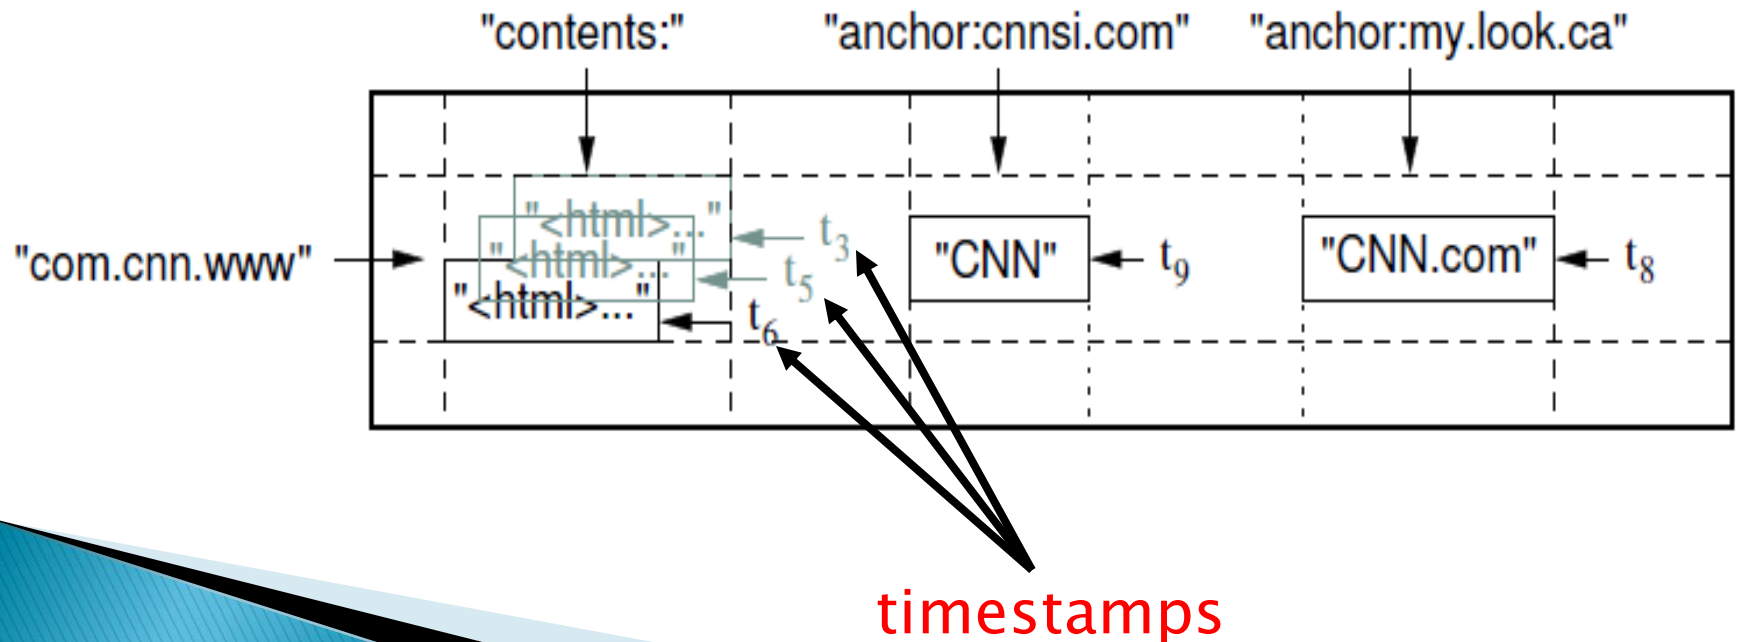 "contents:" "anchor:cnnsi.com" "anchor:my.look.ca"
"<html>..." t3
"com.cnn.www" "<html>..." t5 "CNN" t9 "CNN.com" t8
"<html>..." t6
timestamps